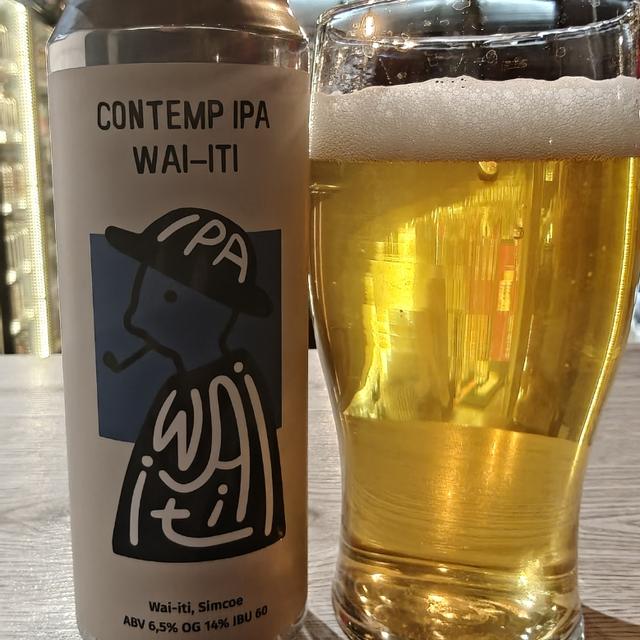 CONTEMP IPA
WAI-ITI
IPA
WAi
iti
Wai-iti, Simcoe
ABV 6,5% OG 14% IBU 60